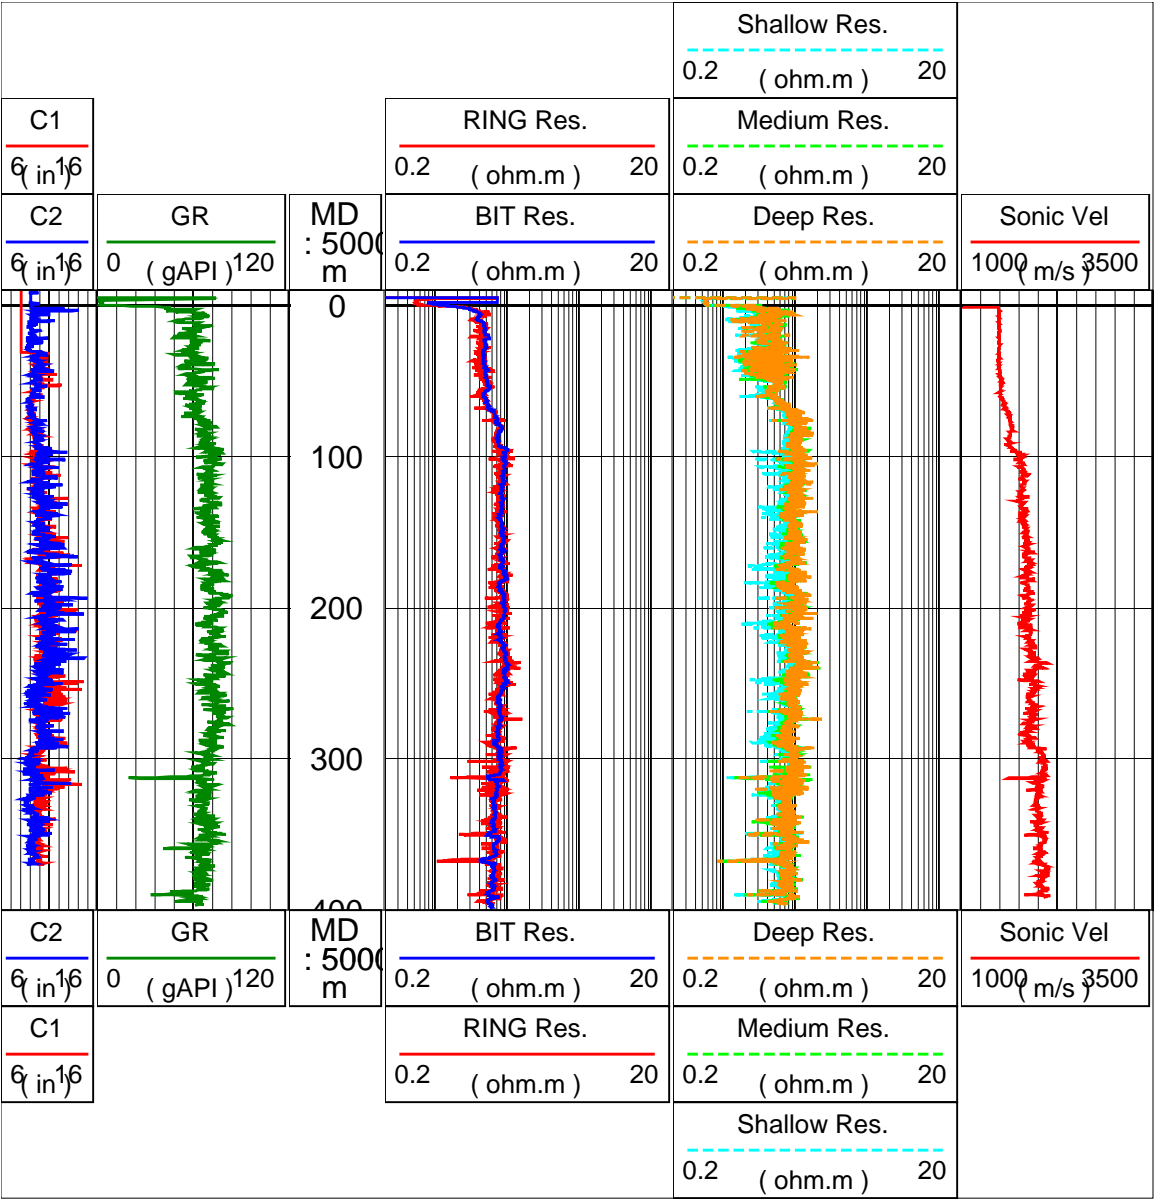 Shallow Res.
0.2 ( ohm.m ) 20
C1
6 ( in ) 16
RING Res.
0.2 ( ohm.m ) 20
Medium Res.
0.2 ( ohm.m ) 20
C2
6 ( in ) 16
GR
0 ( gAPI ) 120
MD
: 5000
m
BIT Res.
0.2 ( ohm.m ) 20
Deep Res.
0.2 ( ohm.m ) 20
Sonic Vel
1000 ( m/s ) 3500
0
100
200
300
400
C2
6 ( in ) 16
GR
0 ( gAPI ) 120
MD
: 5000
m
BIT Res.
0.2 ( ohm.m ) 20
Deep Res.
0.2 ( ohm.m ) 20
Sonic Vel
1000 ( m/s ) 3500
C1
6 ( in ) 16
RING Res.
0.2 ( ohm.m ) 20
Medium Res.
0.2 ( ohm.m ) 20
Shallow Res.
0.2 ( ohm.m ) 20